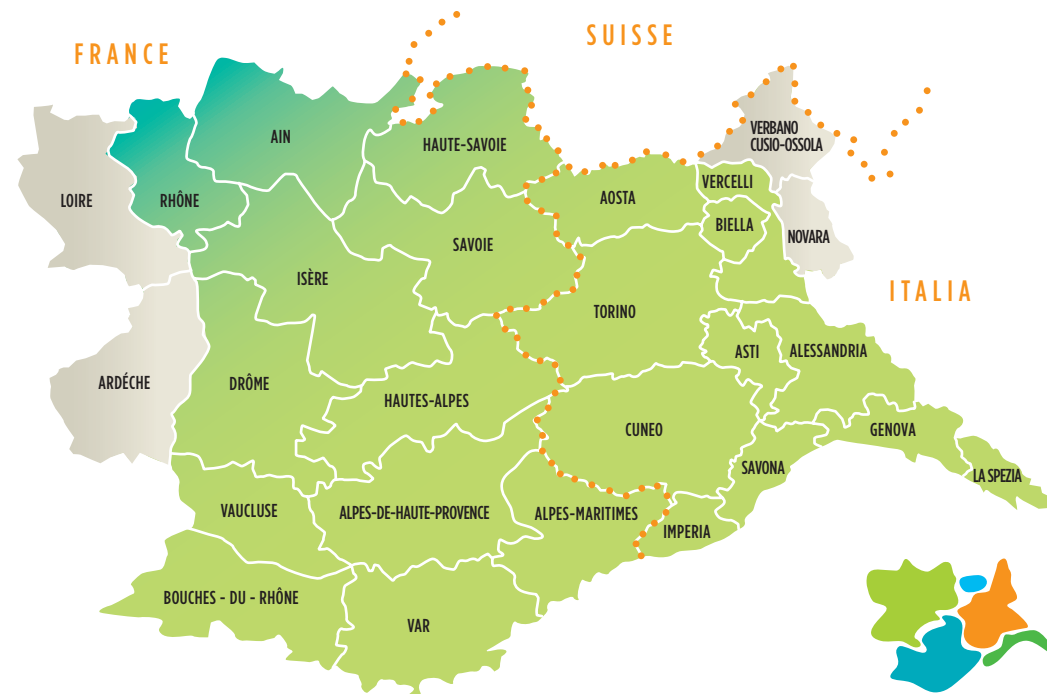 SUISSE
FRANCE
VERBANO
CUSIO-OSSOLA
AIN
HAUTE-SAVOIE
VERCELLI
LOIRE
RHÔNE
AOSTA
BIELLA
NOVARA
SAVOIE
ISÈRE
ITALIA
TORINO
ASTI
ALESSANDRIA
ARDÉCHE
DRÔME
HAUTES-ALPES
CUNEO
GENOVA
SAVONA
LA SPEZIA
VAUCLUSE
ALPES-DE-HAUTE-PROVENCE
ALPES-MARITIMES
IMPERIA
BOUCHES - DU - RHÔNE
VAR